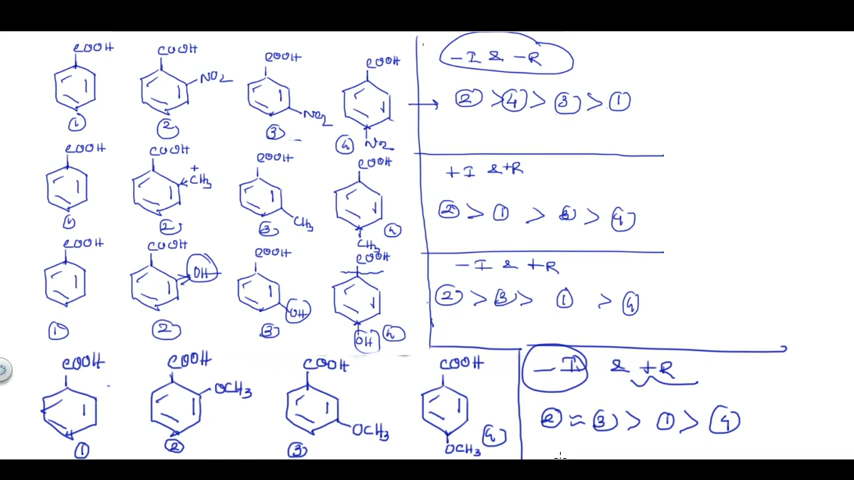 COOH COOH COOH COOH
NO2 NO2 NO2
1 2 3 4
-I & -R
2 > 4 > 3 > 1
COOH COOH COOH COOH
+
CH3 CH3 CH3
1 2 3 4
+I & +R
2 > 1 > 3 > 4
COOH COOH COOH COOH
OH OH OH
1 2 3 4
-I & +R
2 > 3 > 1 > 4
COOH COOH COOH COOH
OCH3 OCH3 OCH3
1 2 3 4
-I & +R
2 ≈ 3 > 1 > 4